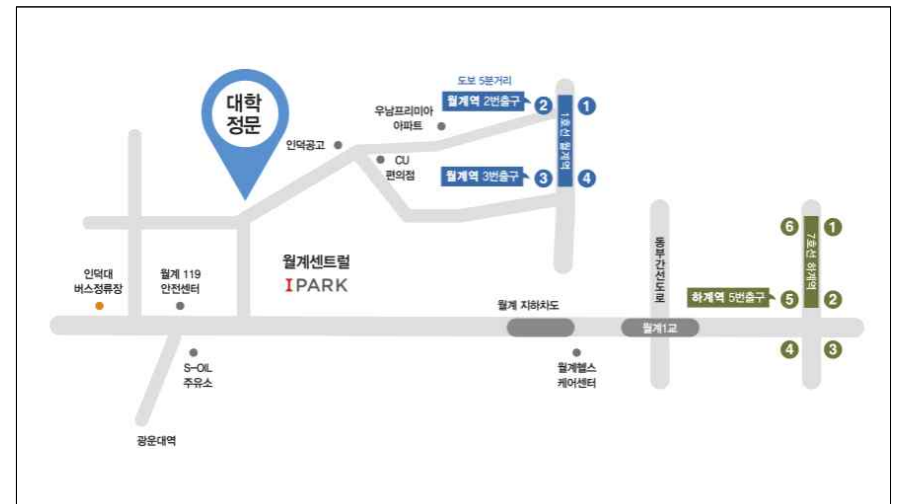 도보 5분거리
대학
정문
월계역 2번출구
2
1
우남프리미아
아파트
1호선 월계역
인덕공고
CU
편의점
월계역 3번출구
3
4
6
1
7호선 하계역
동부간선도로
월계센트럴
IPARK
인덕대
버스정류장
월계 119
안전센터
하계역 5번출구
5
2
월계 지하차도
월계1교
4
3
S-OIL
주유소
월계헬스
케어센터
광운대역